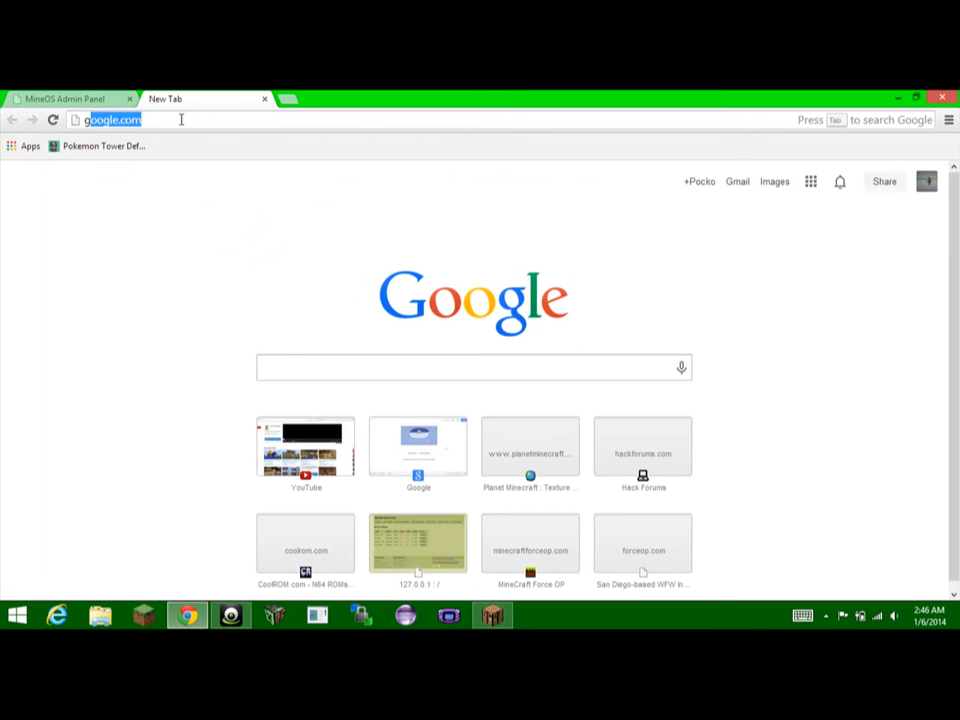 MineOS Admin Panel
New Tab
google.com
Press Tab to search Google
Apps
Pokemon Tower Def...
+Pocko
Gmail
Images
Share
Google
www.planetminecraft....
hackforums.com
YouTube
Google
Planet Minecraft : Texture ...
Hack Forums
coolrom.com
minecraftforceop.com
forceop.com
CR
CoolROM.com - N64 ROMs...
127.0.0.1 : /
MineCraft Force OP
San Diego-based WFW In...
2:46 AM
1/6/2014